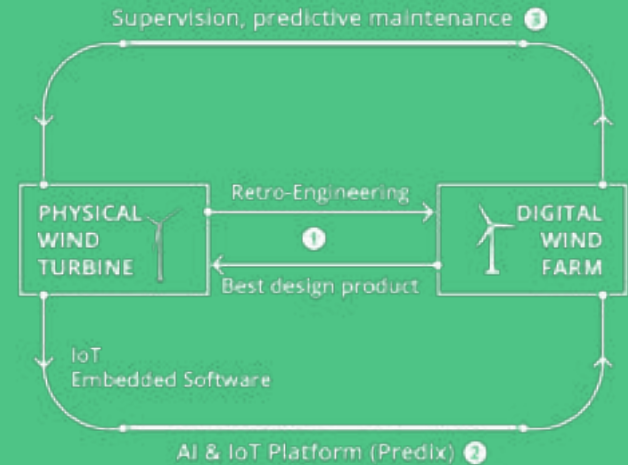 Supervision, predictive maintenance 3
Retro-Engineering
PHYSICAL
WIND
TURBINE
1
DIGITAL
WIND
FARM
Best design product
IoT
Embedded Software
AI & IoT Platform (Predix) 2